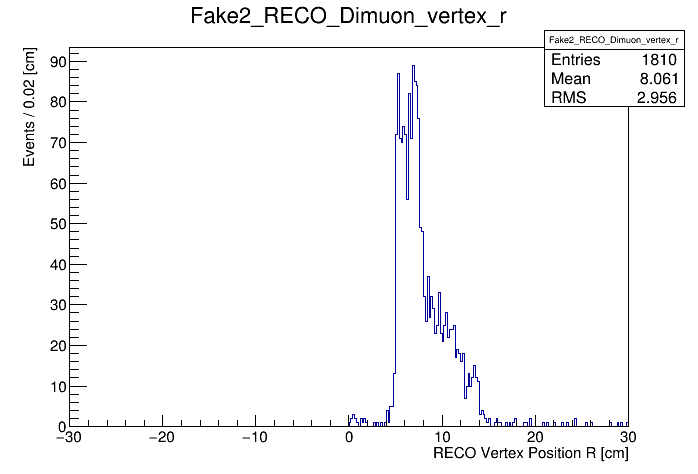 Fake2_RECO_Dimuon_vertex_r
Fake2_RECO_Dimuon_vertex_r
Entries 1810
Mean 8.061
RMS 2.956
Events / 0.02 [cm]
90
80
70
60
50
40
30
20
10
0
−30 −20 −10 0 10 20 30
RECO Vertex Position R [cm]